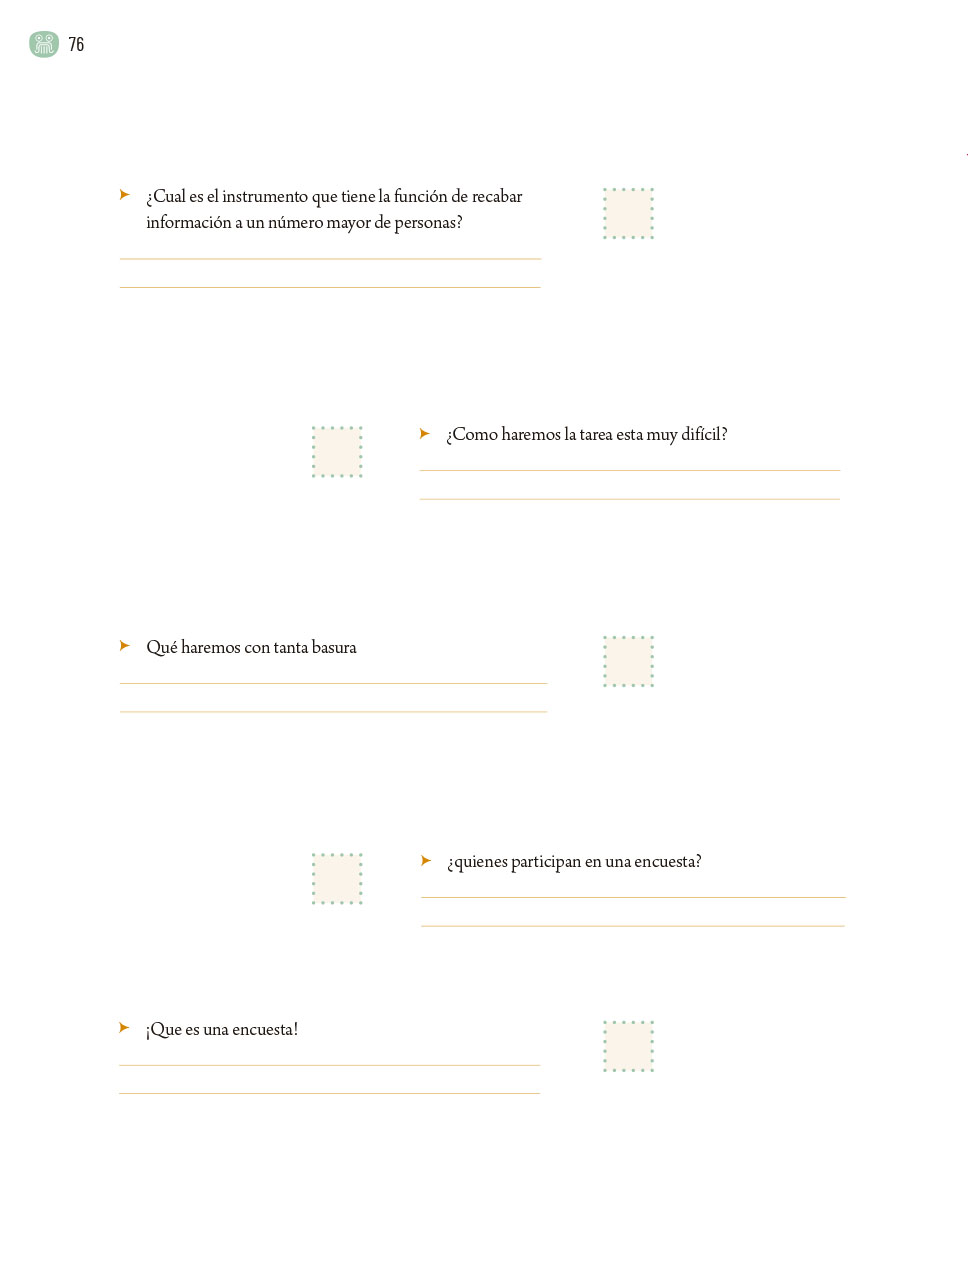 76
¿Cual es el instrumento que tiene la función de recabar
información a un número mayor de personas?
¿Como haremos la tarea esta muy difícil?
Qué haremos con tanta basura
¿quienes participan en una encuesta?
¡Que es una encuesta!